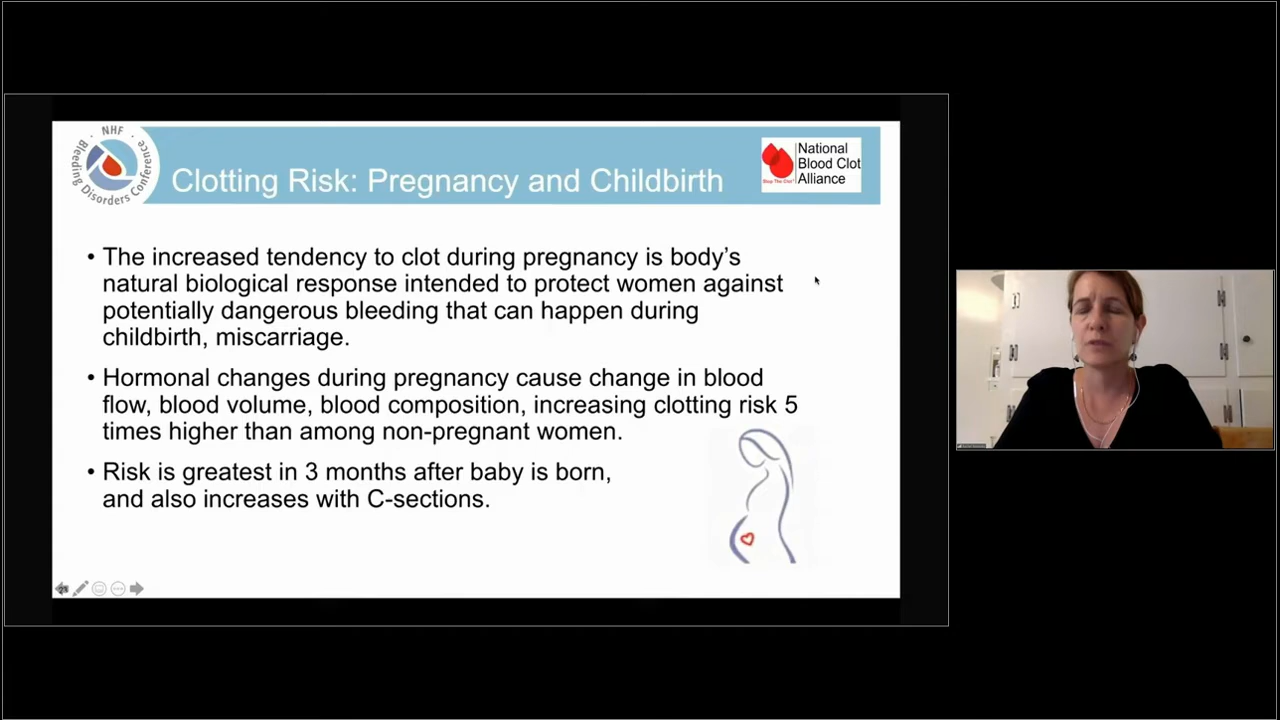 NHF
Bleeding Disorders Conference
Clotting Risk: Pregnancy and Childbirth
National
Blood Clot
Alliance
Stop The Clot
• The increased tendency to clot during pregnancy is body’s
natural biological response intended to protect women against
potentially dangerous bleeding that can happen during
childbirth, miscarriage.
• Hormonal changes during pregnancy cause change in blood
flow, blood volume, blood composition, increasing clotting risk 5
times higher than among non-pregnant women.
• Risk is greatest in 3 months after baby is born,
and also increases with C-sections.